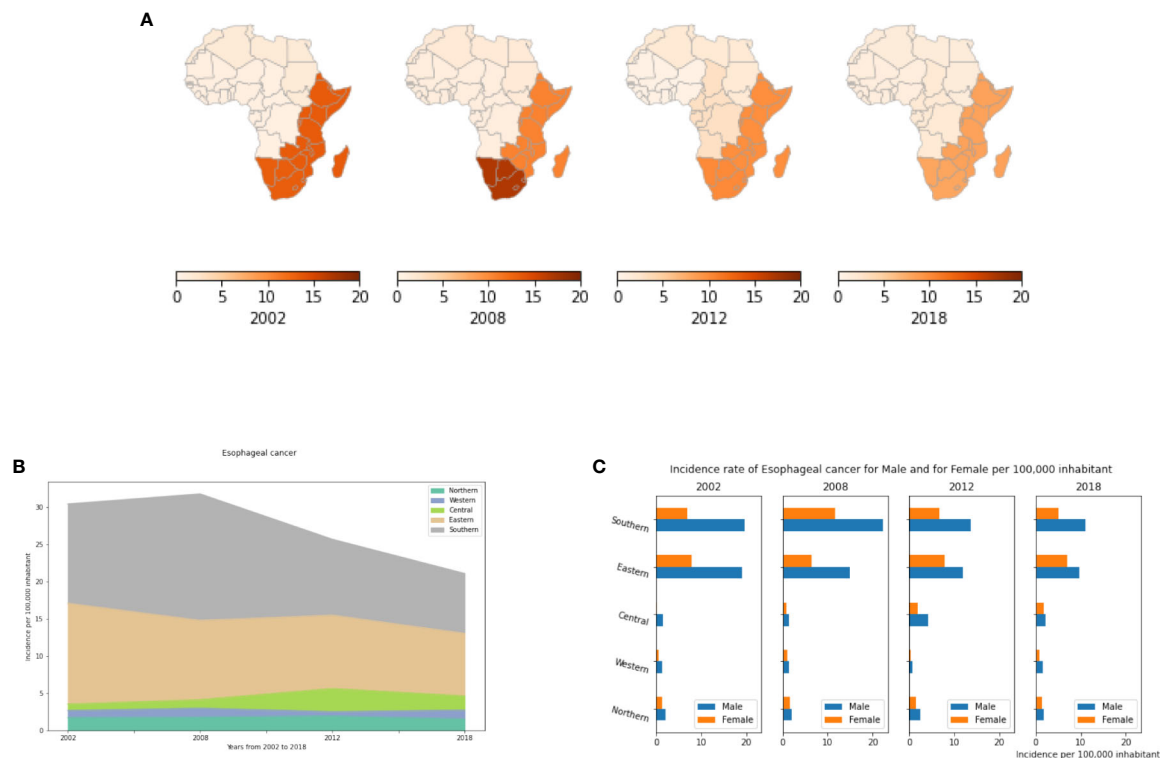 A
0 5 10 15 20
2002
0 5 10 15 20
2008
0 5 10 15 20
2012
0 5 10 15 20
2018
B
Esophageal cancer
Incidence per 100,000 inhabitant
30
25
20
15
10
5
0
Northern
Western
Central
Eastern
Southern
2002 2008 2012 2018
Years from 2002 to 2018
C
Incidence rate of Esophageal cancer for Male and for Female per 100,000 inhabitant
2002 2008 2012 2018
Southern
Eastern
Central
Western
Northern
Male
Female
Male
Female
Male
Female
Male
Female
0 10 20
0 10 20
0 10 20
0 10 20
Incidence per 100,000 inhabitant